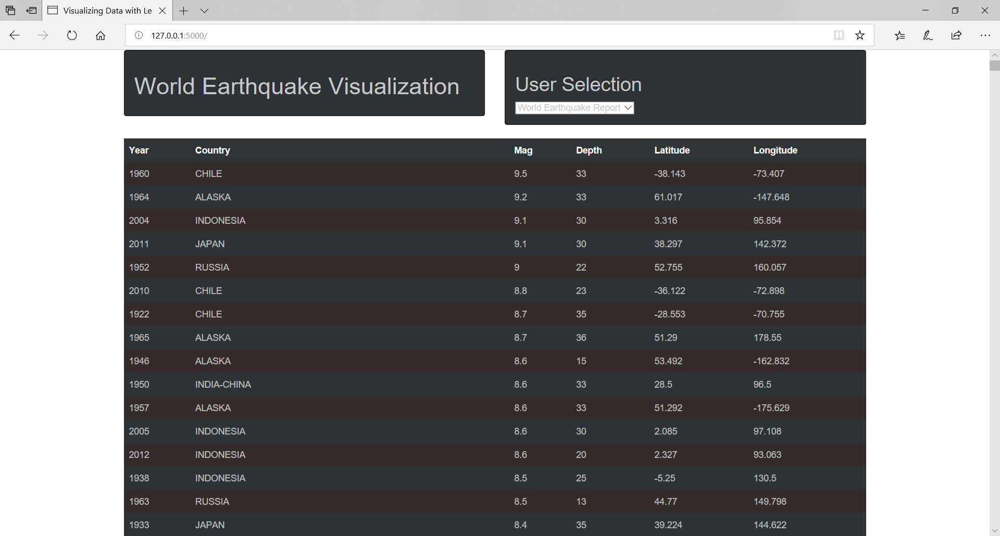 Visualizing Data with Le
127.0.0.1:5000/
World Earthquake Visualization
User Selection
World Earthquake Report
Year Country Mag Depth Latitude Longitude
1960 CHILE 9.5 33 -38.143 -73.407
1964 ALASKA 9.2 33 61.017 -147.648
2004 INDONESIA 9.1 30 3.316 95.854
2011 JAPAN 9.1 30 38.297 142.372
1952 RUSSIA 9 22 52.755 160.057
2010 CHILE 8.8 23 -36.122 -72.898
1922 CHILE 8.7 35 -28.553 -70.755
1965 ALASKA 8.7 36 51.29 178.55
1946 ALASKA 8.6 15 53.492 -162.832
1950 INDIA-CHINA 8.6 33 28.5 96.5
1957 ALASKA 8.6 33 51.292 -175.629
2005 INDONESIA 8.6 30 2.085 97.108
2012 INDONESIA 8.6 20 2.327 93.063
1938 INDONESIA 8.5 25 -5.25 130.5
1963 RUSSIA 8.5 13 44.77 149.798
1933 JAPAN 8.4 35 39.224 144.622